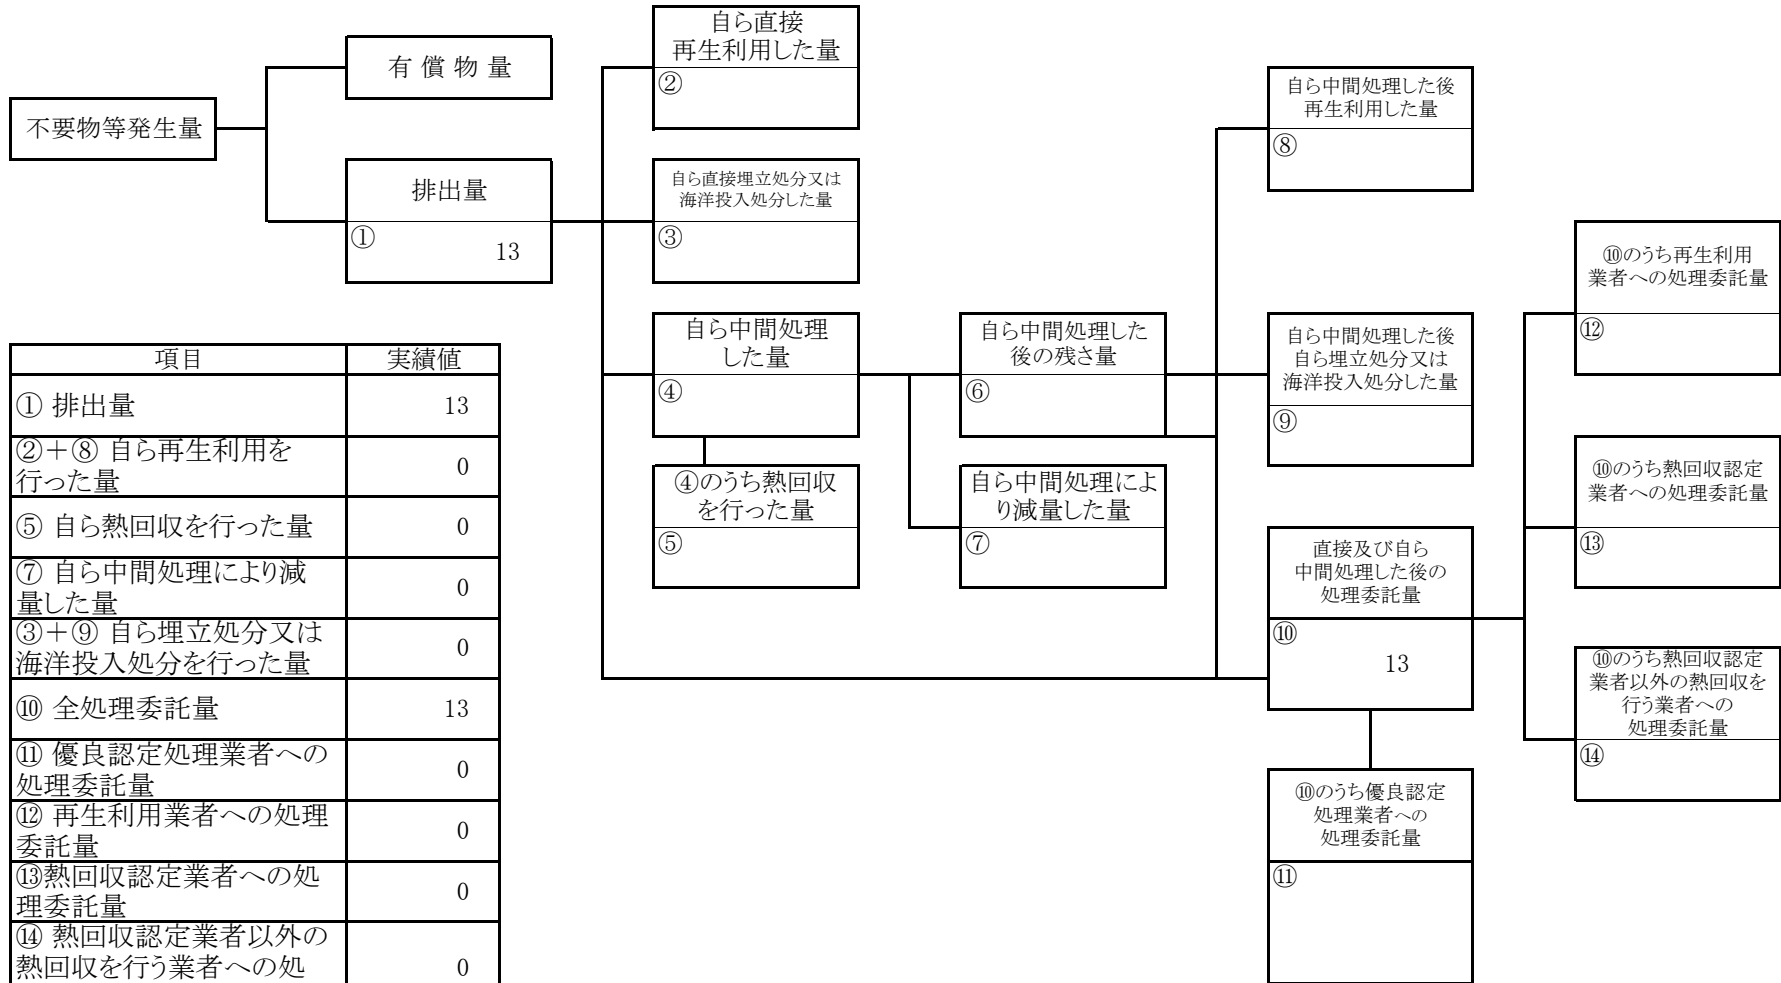 不要物等発生量
有 償 物 量
排出量
①
13
自ら直接
再生利用した量
②
自ら直接埋立処分又は
海洋投入処分した量
③
自ら中間処理
した量
④
④のうち熱回収
を行った量
⑤
自ら中間処理した
後の残さ量
⑥
自ら中間処理によ
り減量した量
⑦
自ら中間処理した後
再生利用した量
⑧
自ら中間処理した後
自ら埋立処分又は
海洋投入処分した量
⑨
直接及び自ら
中間処理した後の
処理委託量
⑩
13
⑩のうち優良認定
処理業者への
処理委託量
⑪
⑩のうち再生利用
業者への処理委託量
⑫
⑩のうち熱回収認定
業者への処理委託量
⑬
⑩のうち熱回収認定
業者以外の熱回収を
行う業者への
処理委託量
⑭
項目 実績値
① 排出量 13
②＋⑧ 自ら再生利用を
行った量 0
⑤ 自ら熱回収を行った量 0
⑦ 自ら中間処理により減
量した量 0
③＋⑨ 自ら埋立処分又は
海洋投入処分を行った量 0
⑩ 全処理委託量 13
⑪ 優良認定処理業者への
処理委託量 0
⑫ 再生利用業者への処理
委託量 0
⑬熱回収認定業者への処
理委託量 0
⑭ 熱回収認定業者以外の
熱回収を行う業者への処 0